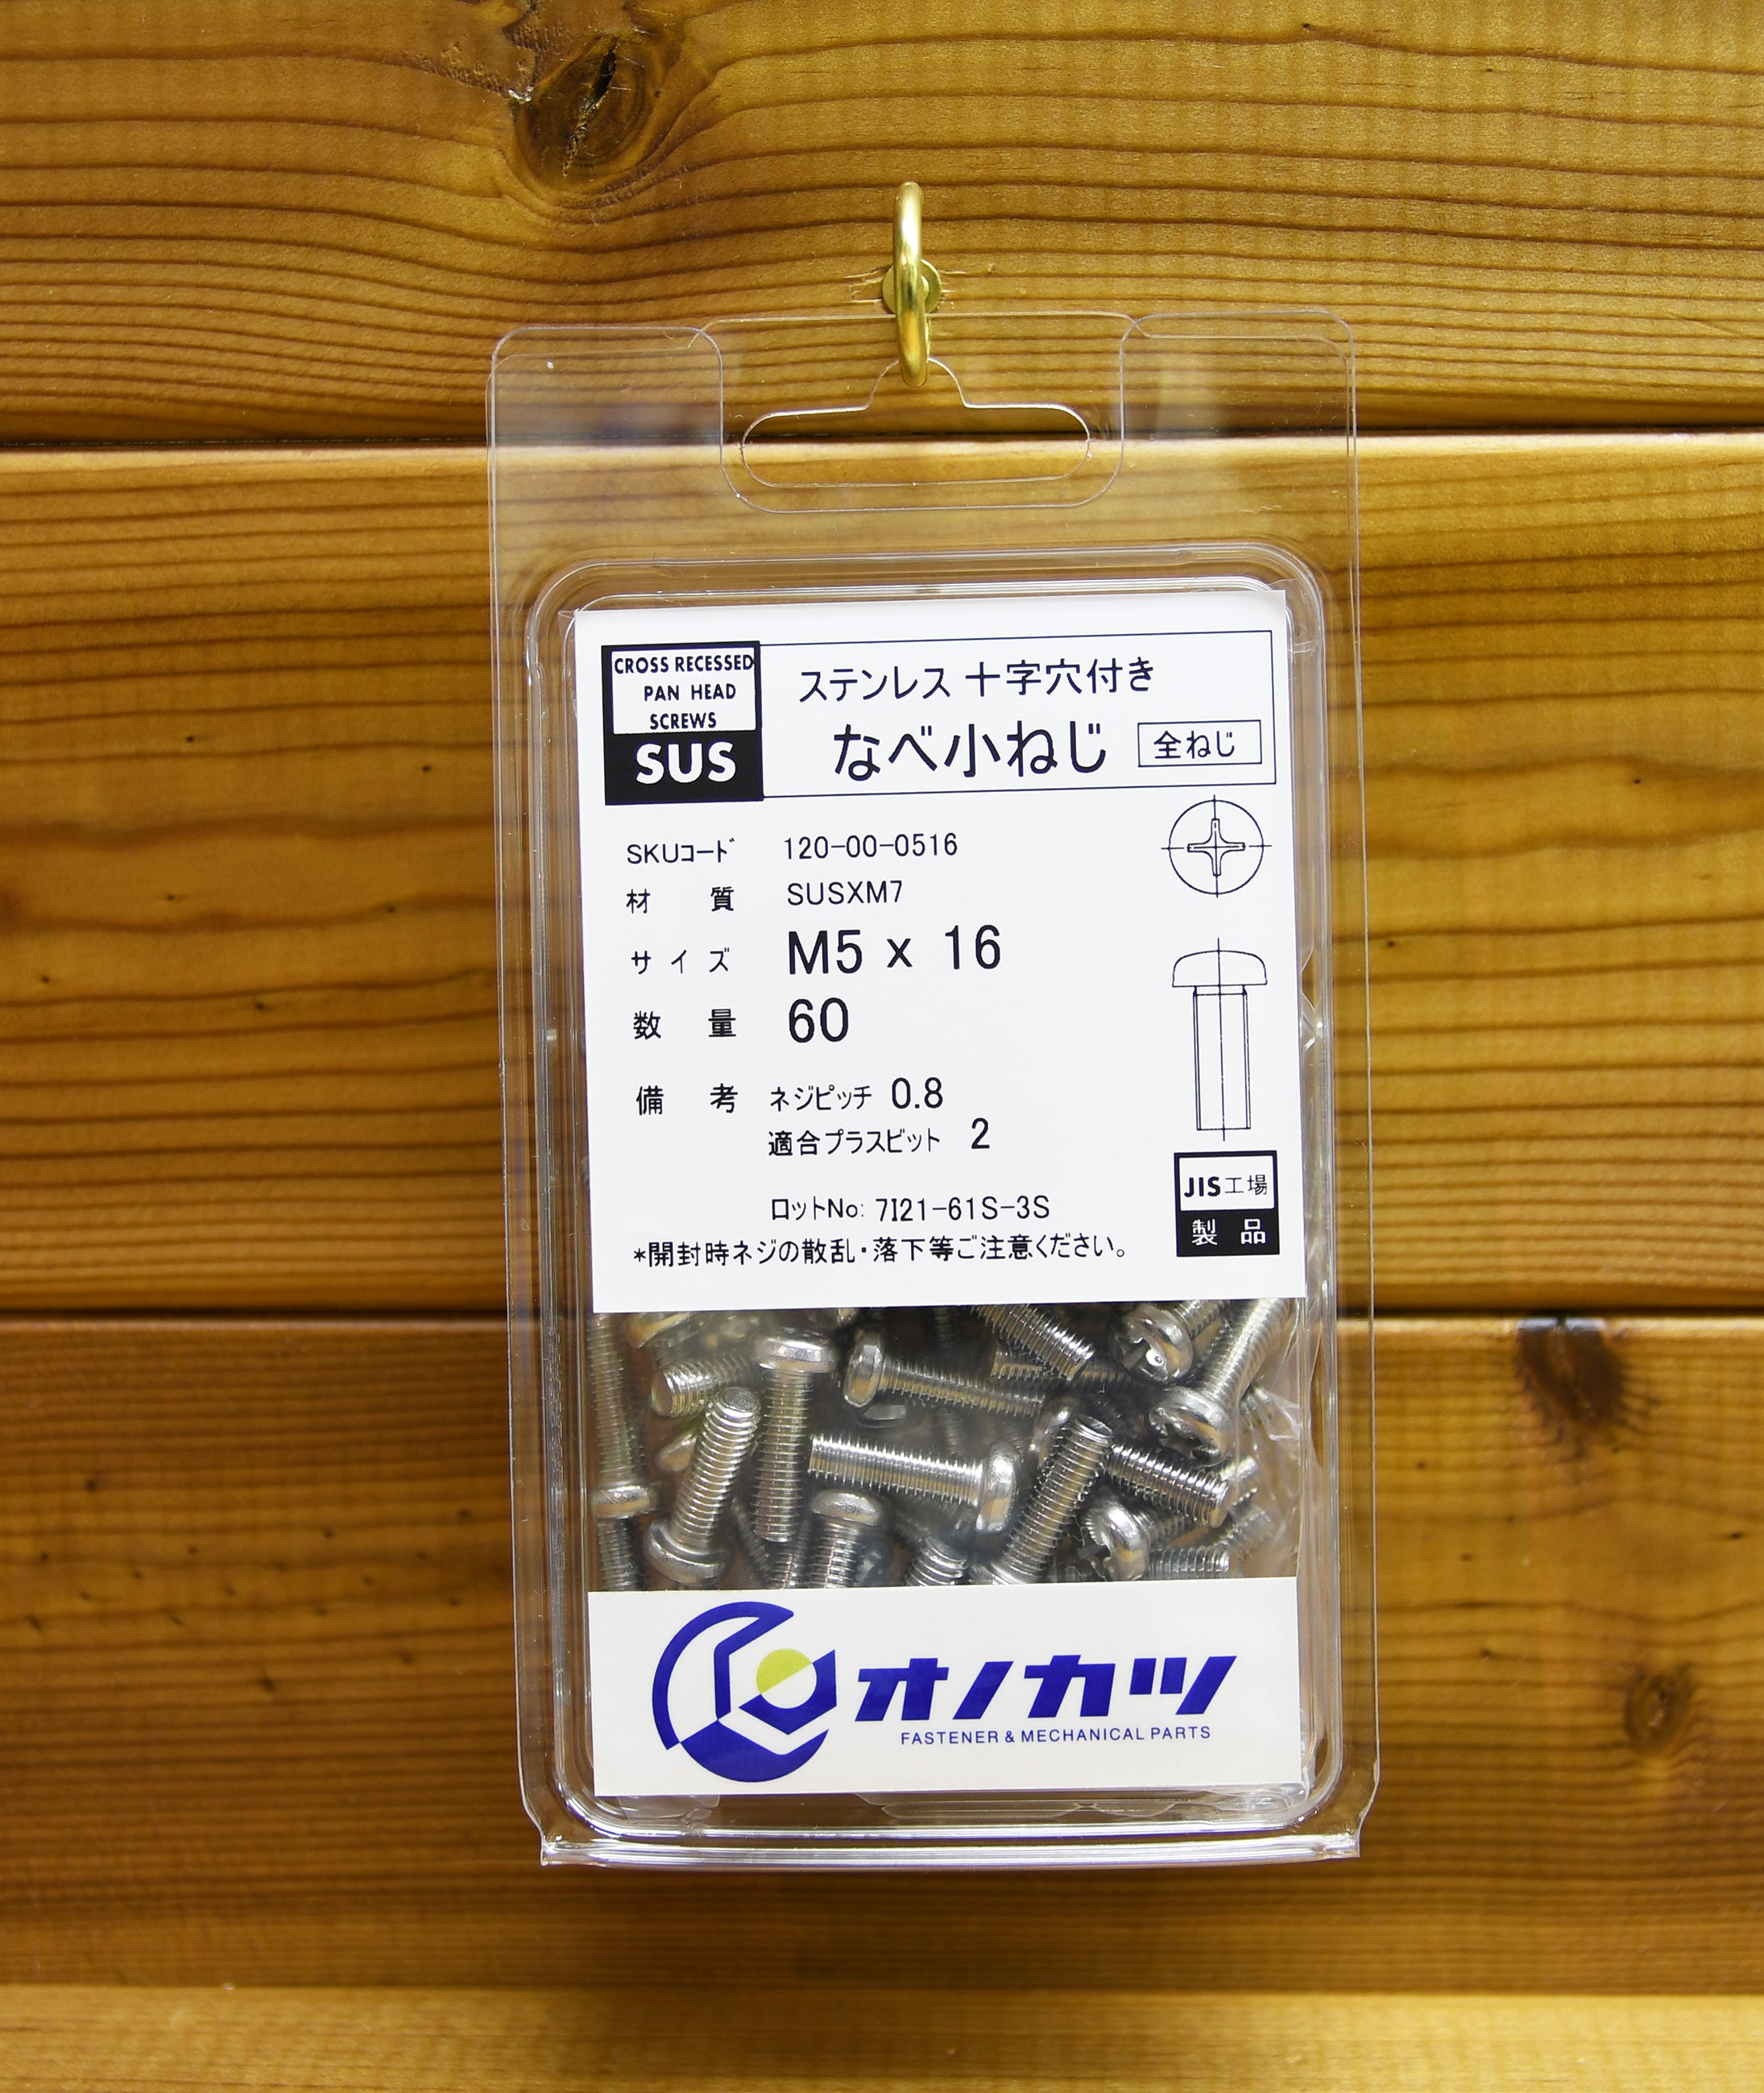 CROSS RECESSED
PAN HEAD
SCREWS
SUS
ステンレス 十字穴付き
なべ小ねじ 全ねじ
SKUコード 120-00-0516
材 質 SUSXM7
サイズ M5 x 16
数 量 60
備 考 ネジピッチ 0.8
適合プラスビット 2
ロットNo: 7I21-61S-3S
*開封時ネジの散乱・落下等ご注意ください。
JIS工場
製 品
オノカツ
FASTENER & MECHANICAL PARTS